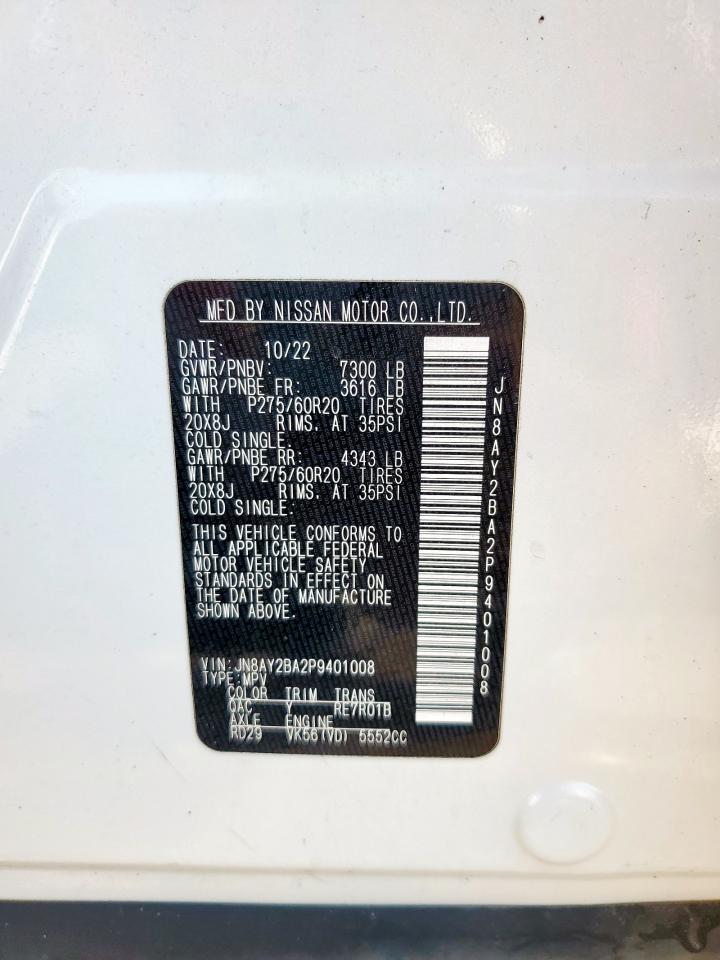 MFD BY NISSAN MOTOR CO.,LTD.
DATE: 10/22
GVWR/PNBV: 7300 LB
GAWR/PNBE FR: 3616 LB
WITH P275/60R20 TIRES
20X8J RIMS. AT 35PSI
COLD SINGLE.
GAWR/PNBE RR: 4343 LB
WITH P275/60R20 TIRES
20X8J RIMS. AT 35PSI
COLD SINGLE.
THIS VEHICLE CONFORMS TO
ALL APPLICABLE FEDERAL
MOTOR VEHICLE SAFETY
STANDARDS IN EFFECT ON
THE DATE OF MANUFACTURE
SHOWN ABOVE.
VIN:JN8AY2BA2P9401008
TYPE:MPV
COLOR TRIM TRANS
QAC Y RE7R01B
AXLE ENGINE
RD29 VK56(VD) 5552CC
JN8AY2BA2P9401008